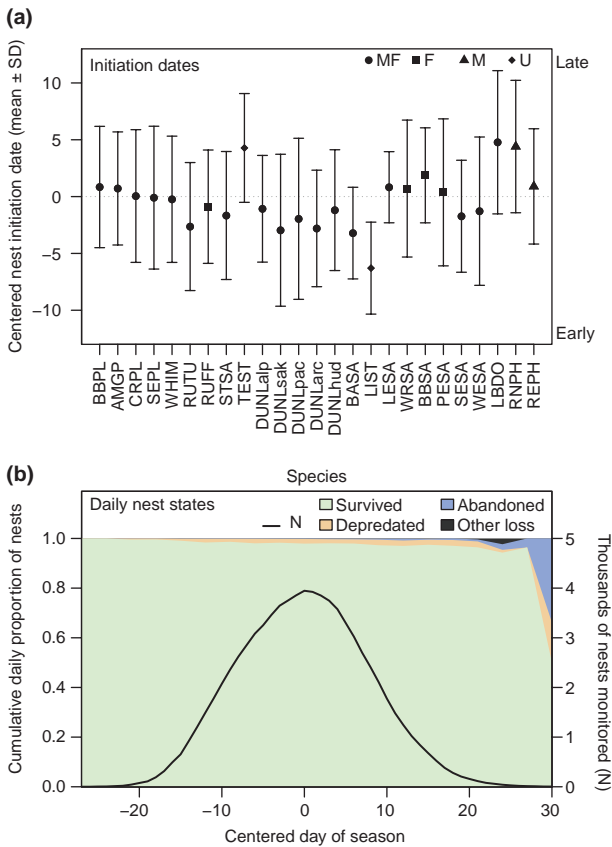 (a)
Initiation dates
MF F M U
Late
Centered nest initiation date (mean ± SD)
10
5
0
−5
−10
Early
BBPL AMGP CRPL SEPL WHIM RUTU RUFF STSA TEST DUNLalp DUNLsak DUNLpac DUNLarc DUNLhud BASA LIST LESA WRSA BBSA PESA SESA WESA LBDO RNPH REPH
Species
(b)
Daily nest states
N
Survived
Abandoned
Depredated
Other loss
Cumulative daily proportion of nests
1.0
0.8
0.6
0.4
0.2
0.0
Thousands of nests monitored (N)
5
4
3
2
1
0
−20 −10 0 10 20 30
Centered day of season